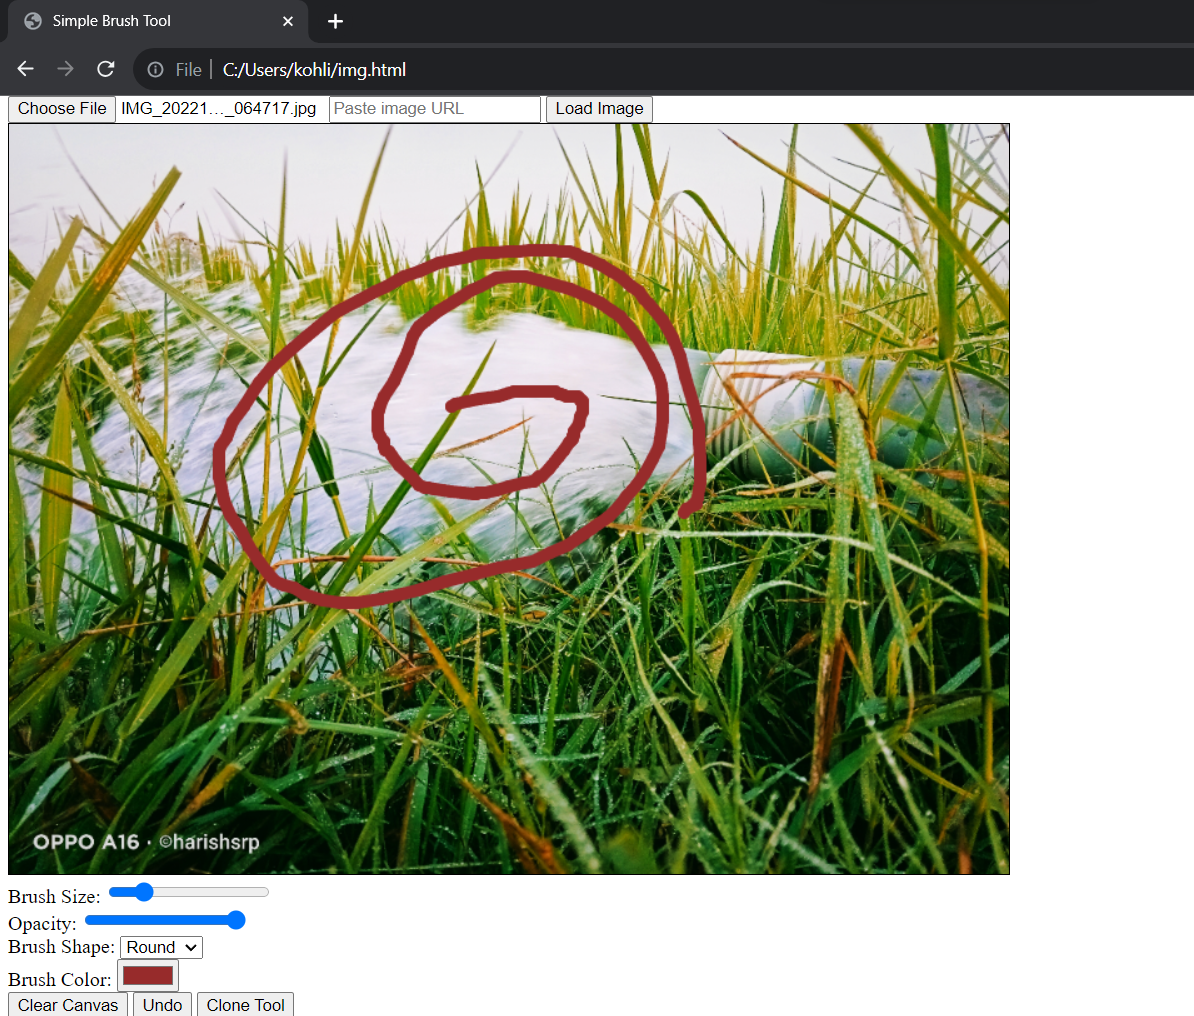 Simple Brush Tool
File C:/Users/kohli/img.html
Choose File IMG_20221…_064717.jpg Paste image URL Load Image
OPPO A16 · ©harishsrp
Brush Size:
Opacity:
Brush Shape: Round
Brush Color:
Clear Canvas Undo Clone Tool